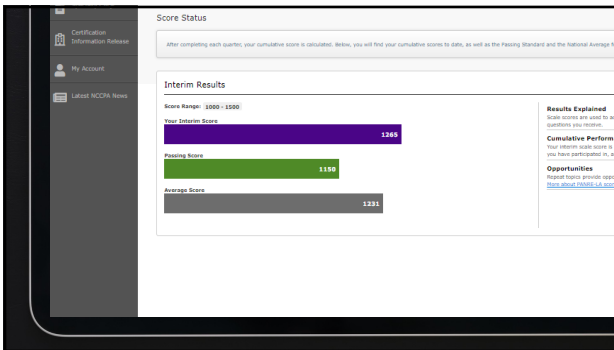 Score Status
Certification
Information Release
After completing each quarter, your cumulative score is calculated. Below, you will find your cumulative scores to date, as well as the Passing Standard and the National Average
My Account
Latest NCCPA News
Interim Results
Score Range: 1000 - 1500
Your Interim Score
1265
Passing Score
1150
Average Score
1231
Results Explained
Scale scores are used to
questions you receive.
Cumulative Perform
Your interim scale score is
you have participated in,
Opportunities
Repeat topics provide
More about PANRE-LA